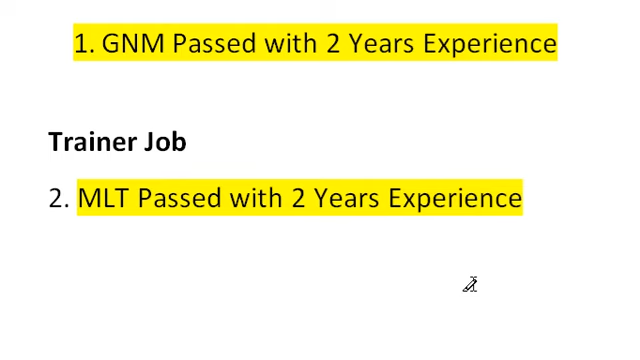 1. GNM Passed with 2 Years Experience
Trainer Job
2. MLT Passed with 2 Years Experience